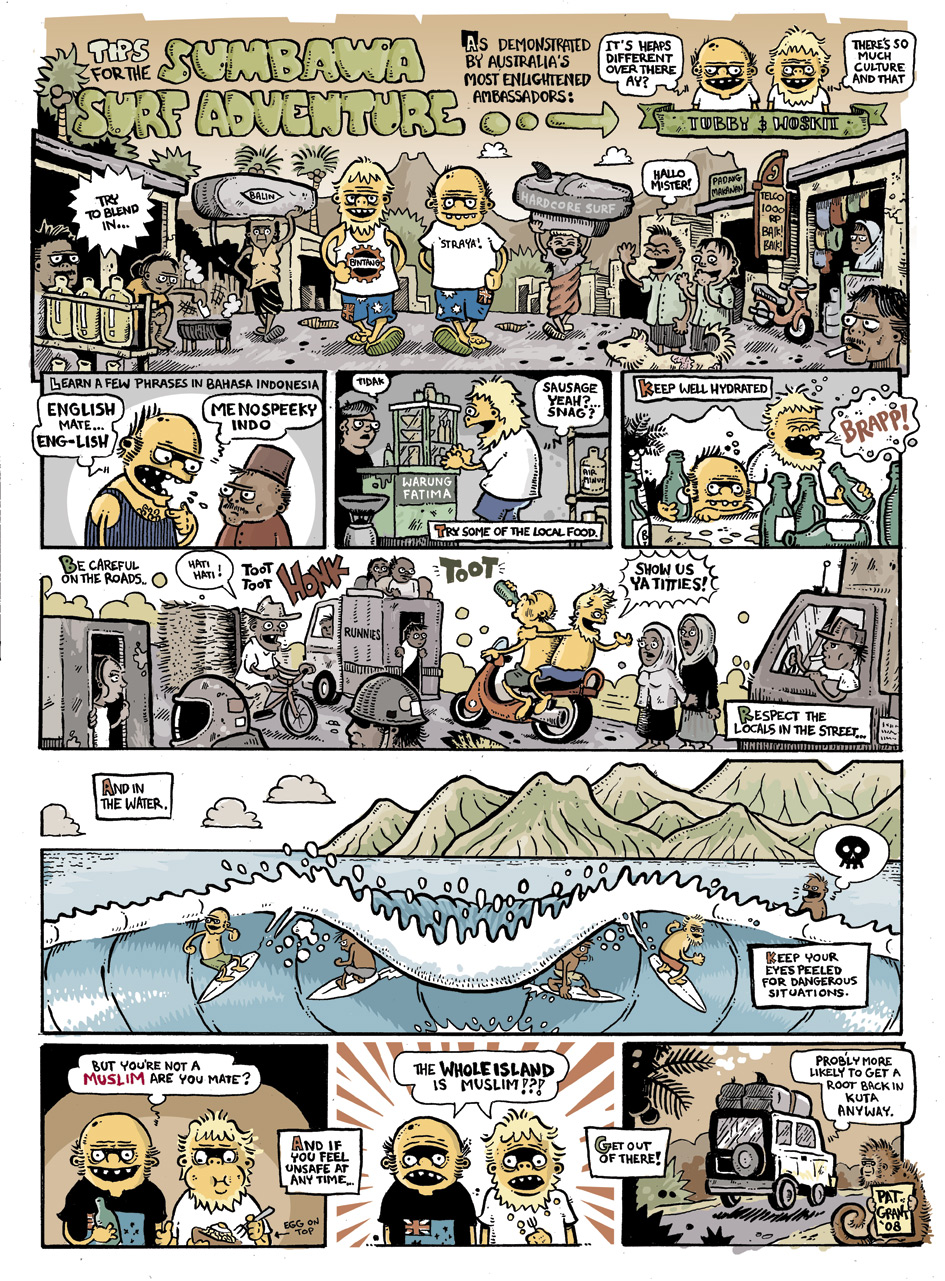 TIPS
FOR THE
SUMBAWA
SURF ADVENTURE
AS DEMONSTRATED
BY AUSTRALIA'S
MOST ENLIGHTENED
AMBASSADORS:
IT'S HEAPS
DIFFERENT
OVER THERE
AY?
THERE'S SO
MUCH
CULTURE
AND THAT
TUBBY & WOSKIT
TRY
TO BLEND
IN...
BALIN
BINTANG
'STRAYA!
HARDCORE SURF
HALLO
MISTER!
PADANG
MAKANAN
TELCO
1000
RP
BAIK!
BAIK!
LEARN A FEW PHRASES IN BAHASA INDONESIA
ENGLISH
MATE...
ENG-LISH
ME NO SPEEKY
INDO
TIDAK
SAUSAGE
YEAH?...
SNAG?
WARUNG
FATIMA
AIR
MINUM
TRY SOME OF THE LOCAL FOOD.
KEEP WELL HYDRATED
BRAPP!
BE CAREFUL
ON THE ROADS..
HATI
HATI!
TOOT
TOOT
HONK
RUNNIES
TOOT
SHOW US
YA TITTIES!
RESPECT THE
LOCALS IN THE STREET...
AND IN
THE WATER.
KEEP YOUR
EYES PEELED
FOR DANGEROUS
SITUATIONS.
BUT YOU'RE NOT A
MUSLIM ARE YOU MATE?
AND IF
YOU FEEL
UNSAFE AT
ANY TIME...
EGG ON
TOP
THE WHOLE ISLAND
IS MUSLIM!?!
GET OUT
OF THERE!
PROB'LY MORE
LIKELY TO GET A
ROOT BACK IN
KUTA
ANYWAY.
PAT-
GRANT
'08